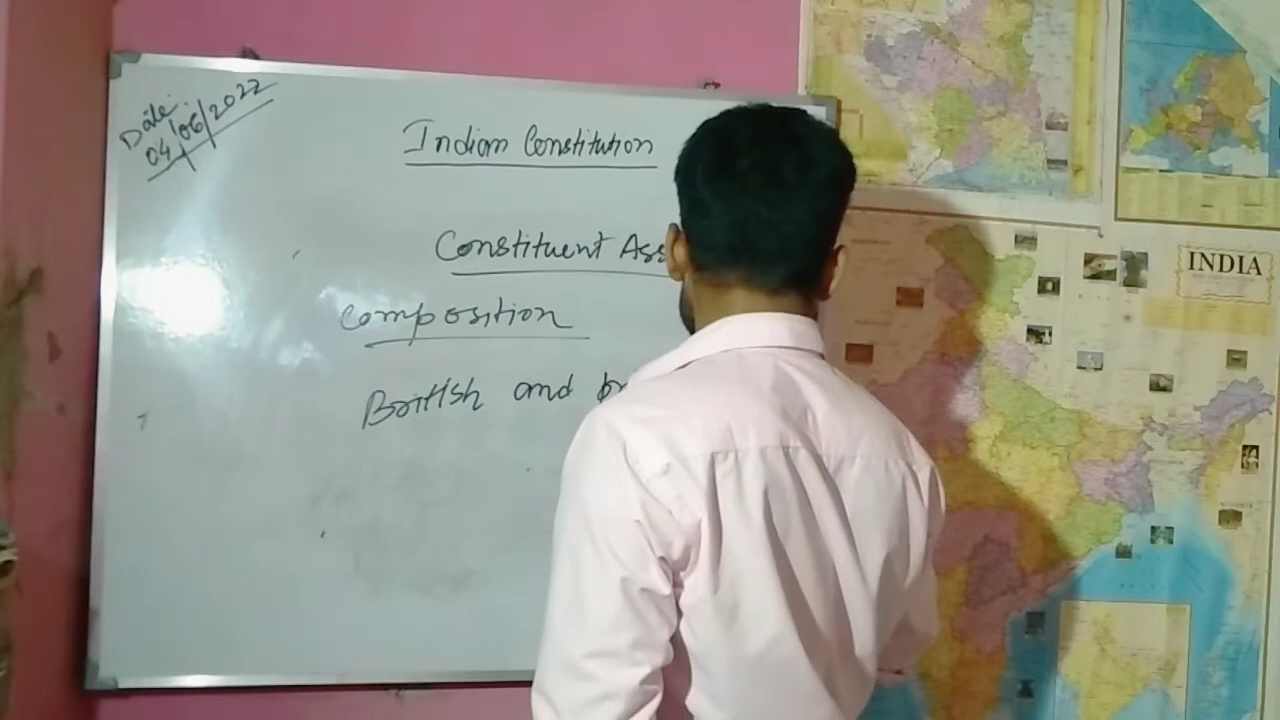 Date:
04/06/2022
Indian Constitution
Constituent Ass
Composition
British and
INDIA